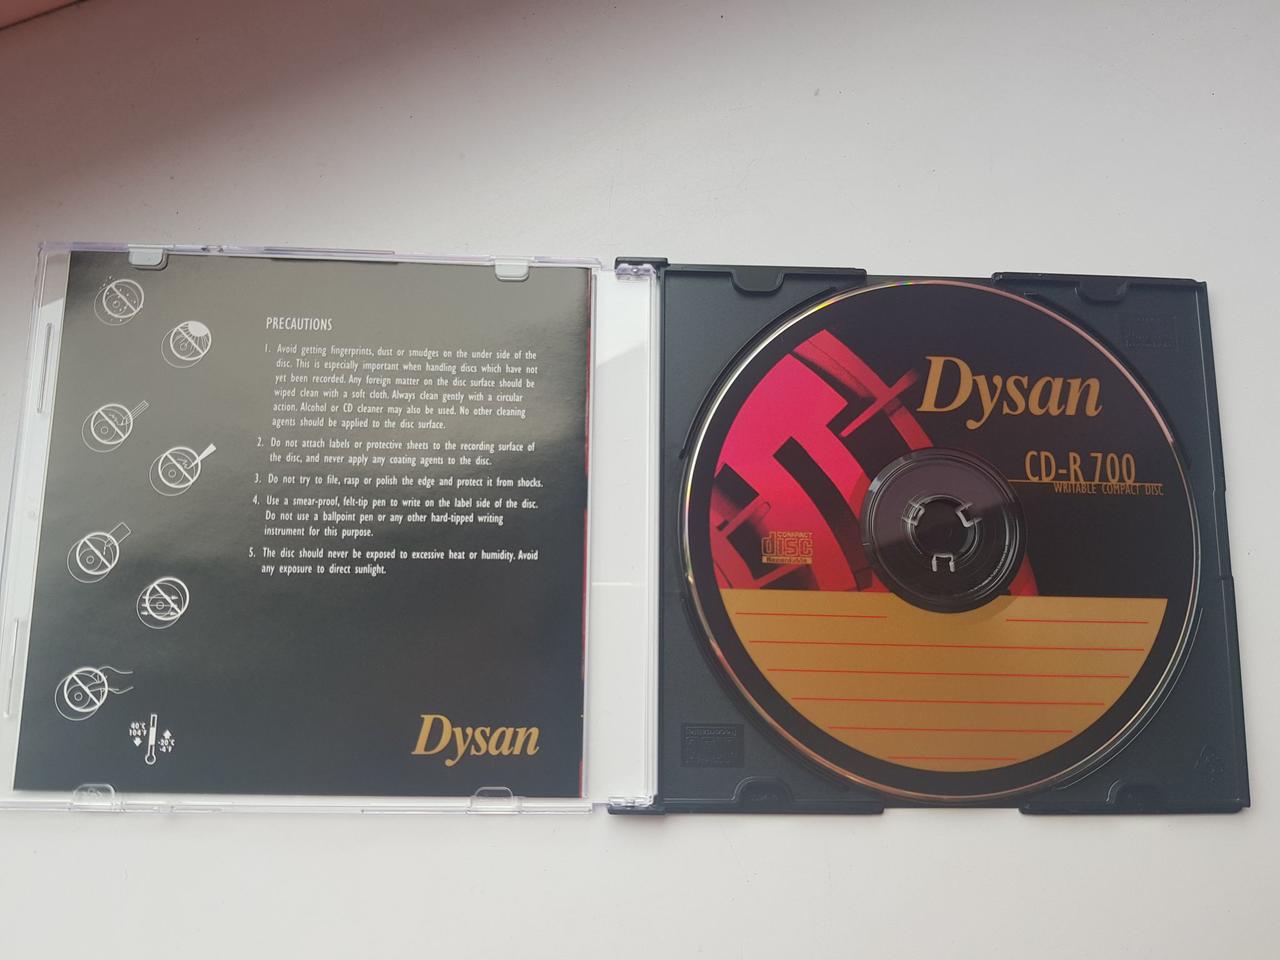 PRECAUTIONS
1. Avoid getting fingerprints, dust or smudges on the under side of the
disc. This is especially important when handling discs which have not
yet been recorded. Any foreign matter on the disc surface should be
wiped clean with a soft cloth. Always clean gently with a circular
action. Alcohol or CD cleaner may also be used. No other cleaning
agents should be applied to the disc surface.
2. Do not attach labels or protective sheets to the recording surface of
the disc, and never apply any coating agents to the disc.
3. Do not try to file, rasp or polish the edge and protect it from shocks.
4. Use a smear-proof, felt-tip pen to write on the label side of the disc.
Do not use a ballpoint pen or any other hard-tipped writing
instrument for this purpose.
5. The disc should never be exposed to excessive heat or humidity. Avoid
any exposure to direct sunlight.
40°C
104°F
-20°C
-4°F
Dysan
Dysan
CD-R 700
WRITABLE COMPACT DISC
COMPACT
disc
Recordable